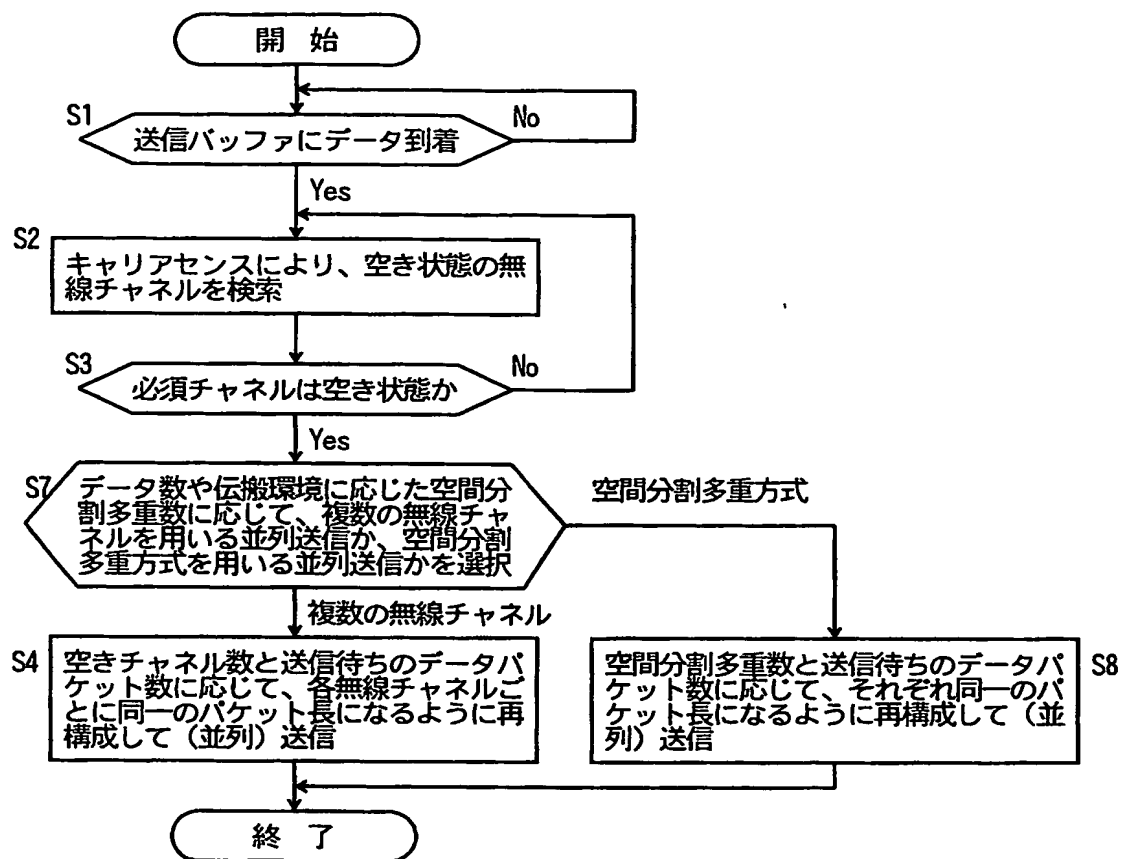 開 始
S1
送信バッファにデータ到着
No
Yes
S2
キャリアセンスにより、空き状態の無
線チャネルを検索
S3
必須チャネルは空き状態か
No
Yes
S7
データ数や伝搬環境に応じた空間分
割多重数に応じて、複数の無線チャ
ネルを用いる並列送信か、空間分割
多重方式を用いる並列送信かを選択
空間分割多重方式
複数の無線チャネル
S4
空きチャネル数と送信待ちのデータパ
ケット数に応じて、各無線チャネルご
とに同一のパケット長になるように再
構成して（並列）送信
空間分割多重数と送信待ちのデータパ
ケット数に応じて、それぞれ同一のパ
ケット長になるように再構成して（並
列）送信
S8
終 了